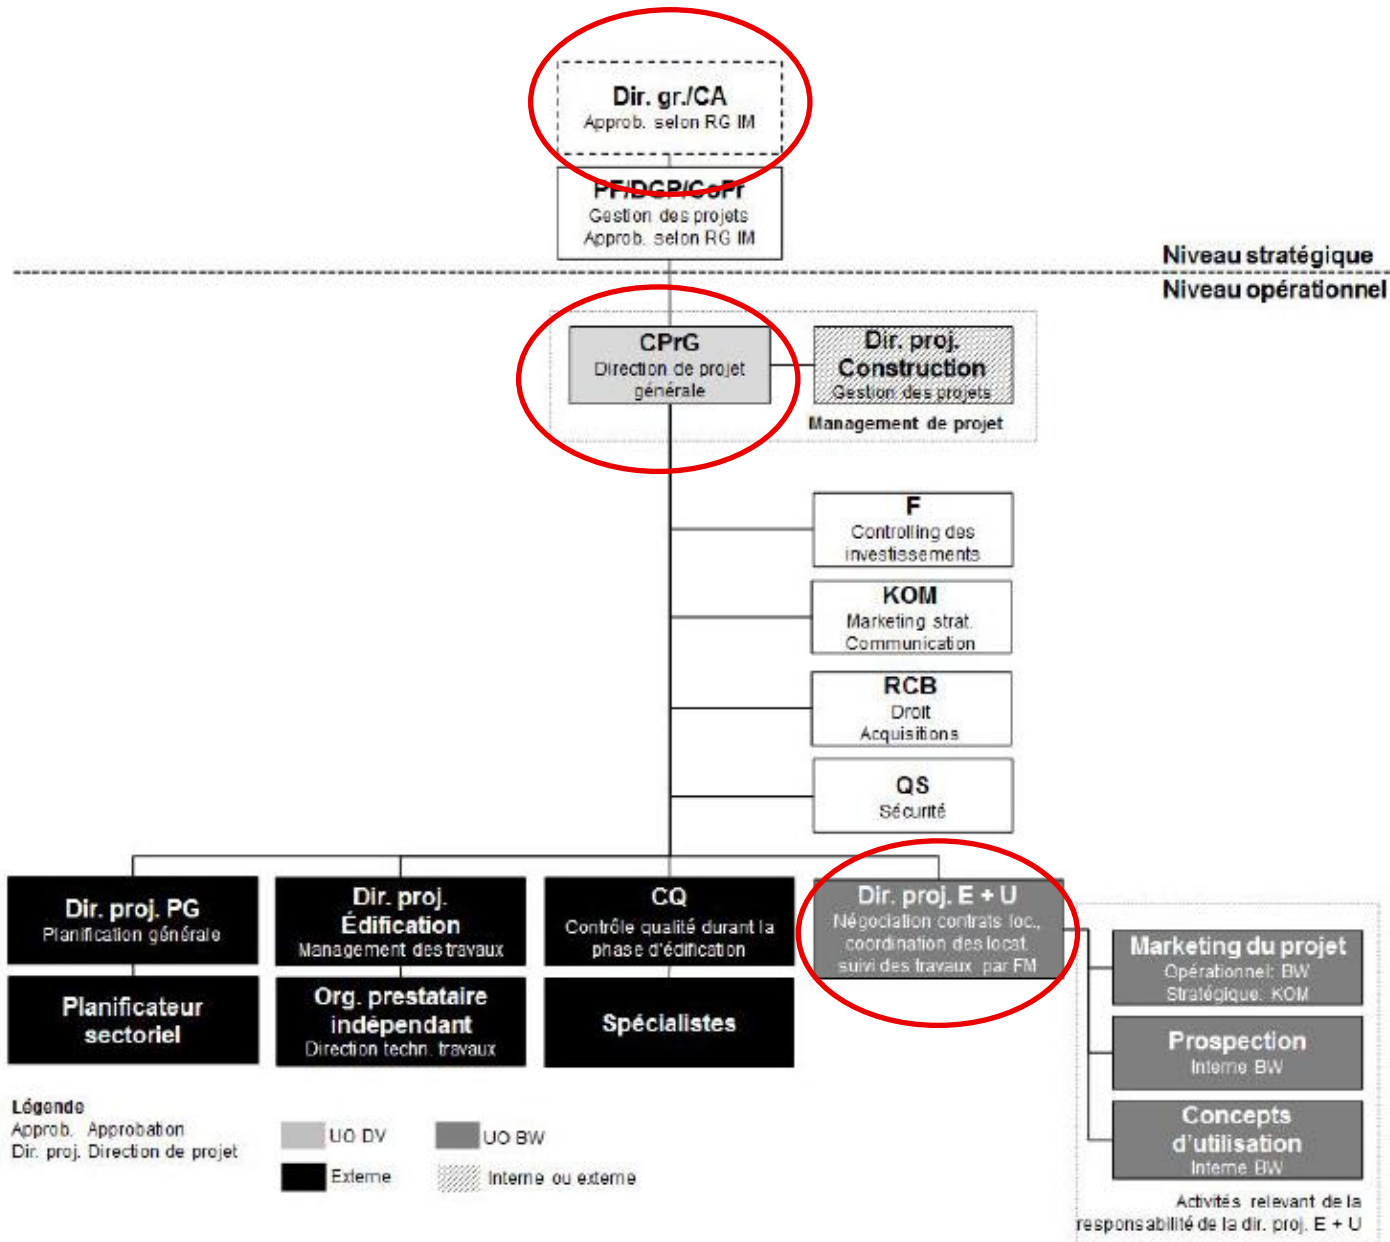 Dir. gr./CA
Approb. selon RG IM
PF/DGP/CoPr
Gestion des projets
Approb. selon RG IM
Niveau stratégique
Niveau opérationnel
CPrG
Direction de projet
générale
Dir. proj.
Construction
Gestion des projets
Management de projet
F
Controlling des
investissements
KOM
Marketing strat.
Communication
RCB
Droit
Acquisitions
QS
Sécurité
Dir. proj. PG
Planification générale
Dir. proj.
Édification
Management des travaux
CQ
Contrôle qualité durant la
phase d'édification
Dir. proj. E + U
Négociation contrats loc.,
coordination des locat.
suivi des travaux par FM
Planificateur
sectoriel
Org. prestataire
indépendant
Direction techn. travaux
Spécialistes
Marketing du projet
Opérationnel: BW
Stratégique: KOM
Prospection
Interne BW
Concepts
d'utilisation
Interne BW
Activités relevant de la
responsabilité de la dir. proj. E + U
Légende
Approb. Approbation
Dir. proj. Direction de projet
UO DV
UO BW
Externe
Interne ou externe